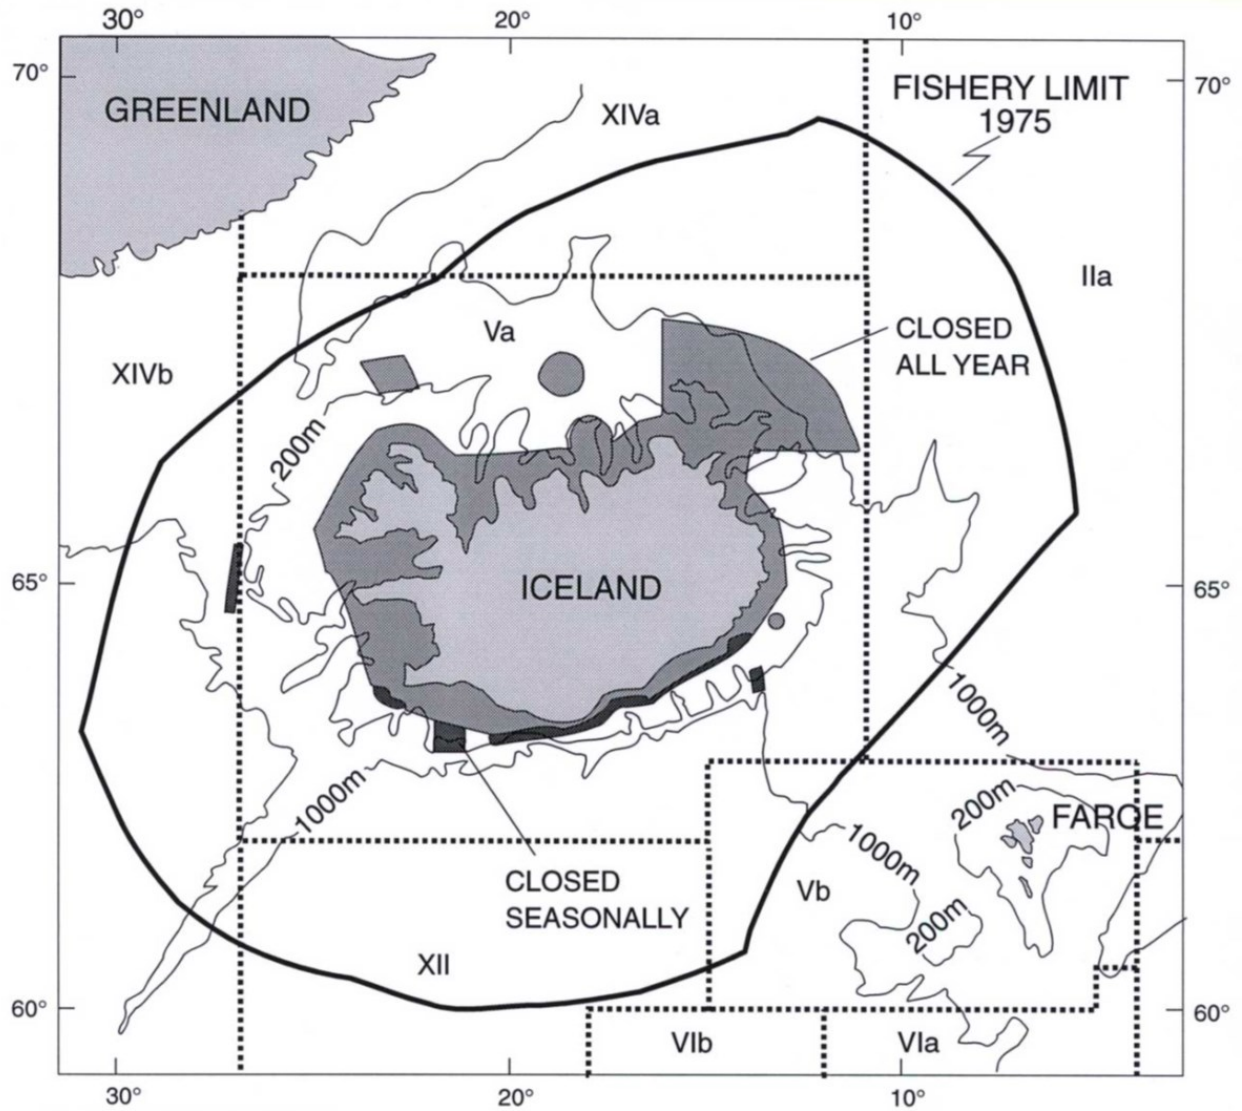 30°
20°
10°
70°
70°
GREENLAND
XIVa
FISHERY LIMIT
1975
IIa
Va
CLOSED
ALL YEAR
XIVb
200m
65°
ICELAND
65°
1000m
1000m
200m
FAROE
1000m
CLOSED
SEASONALLY
Vb
200m
XII
60°
60°
VIb
VIa
30°
20°
10°